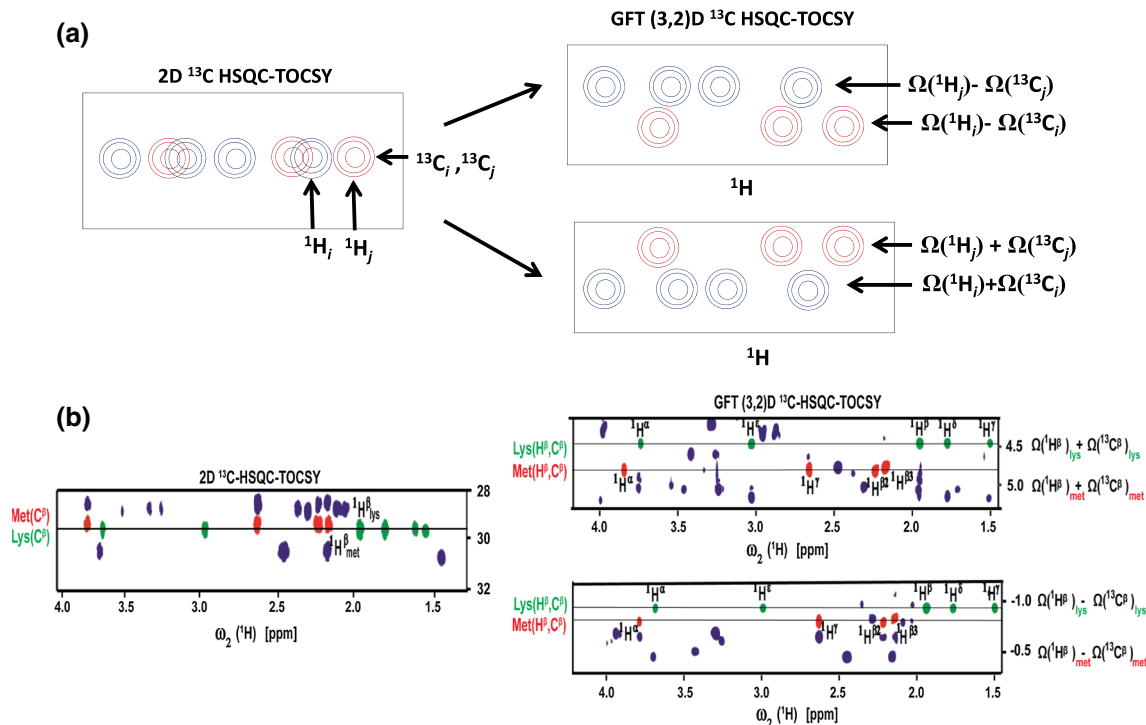 (a)
2D ¹³C HSQC-TOCSY
¹³Cᵢ ,¹³Cⱼ
¹Hᵢ ¹Hⱼ
GFT (3,2)D ¹³C HSQC-TOCSY
Ω(¹Hⱼ)- Ω(¹³Cⱼ)
Ω(¹Hᵢ)- Ω(¹³Cᵢ)
¹H
Ω(¹Hⱼ) + Ω(¹³Cⱼ)
Ω(¹Hᵢ)+Ω(¹³Cᵢ)
¹H
(b)
2D ¹³C-HSQC-TOCSY
Met(Cᵝ)
Lys(Cᵝ)
¹Hᵝlys
¹Hᵝmet
28
30
32
4.0 3.5 3.0 2.5 2.0 1.5
ω₂ (¹H) [ppm]
GFT (3,2)D ¹³C-HSQC-TOCSY
Lys(Hᵝ,Cᵝ)
Met(Hᵝ,Cᵝ)
¹Hᵅ ¹Hᵋ ¹Hᵝ ¹Hᵟ ¹Hᵞ
¹Hᵅ ¹Hᵞ ¹Hᵝ² ¹Hᵝ³
4.5 Ω(¹Hᵝ)lys + Ω(¹³Cᵝ)lys
5.0 Ω(¹Hᵝ)met + Ω(¹³Cᵝ)met
4.0 3.5 3.0 2.5 2.0 1.5
ω₂ (¹H) [ppm]
Lys(Hᵝ,Cᵝ)
Met(Hᵝ,Cᵝ)
¹Hᵅ ¹Hᵋ ¹Hᵝ ¹Hᵟ ¹Hᵞ
¹Hᵅ ¹Hᵞ ¹Hᵝ² ¹Hᵝ³
-1.0 Ω(¹Hᵝ)lys - Ω(¹³Cᵝ)lys
-0.5 Ω(¹Hᵝ)met - Ω(¹³Cᵝ)met
4.0 3.5 3.0 2.5 2.0 1.5
ω₂ (¹H) [ppm]